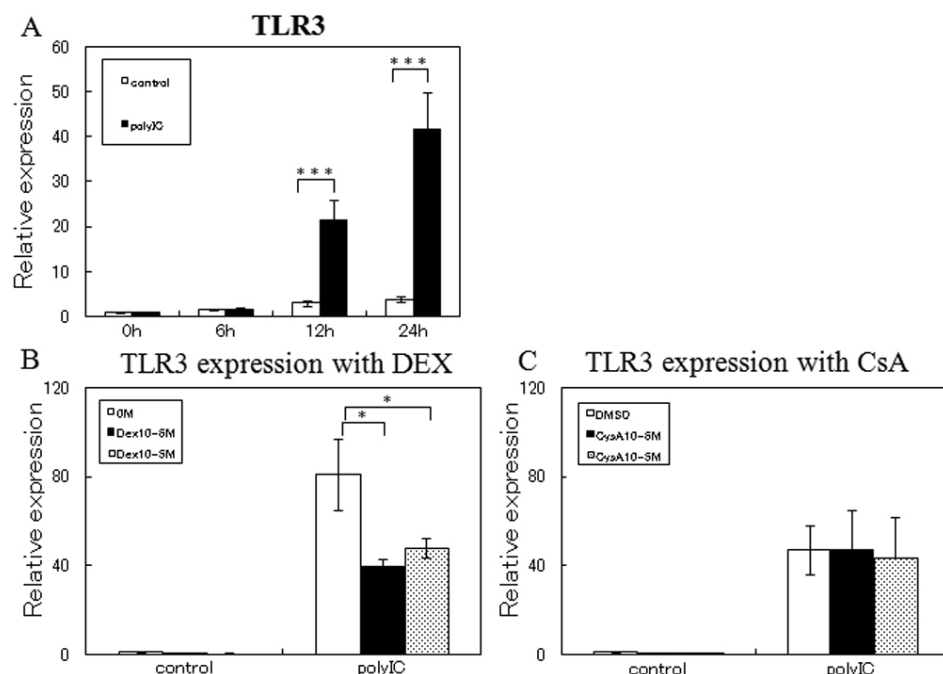 A
TLR3
Relative expression
60
50
40
30
20
10
0
control
polyIC
***
***
0h
6h
12h
24h
B
TLR3 expression with DEX
Relative expression
120
80
40
0
0M
Dex10-6M
Dex10-5M
*
*
control
polyIC
C
TLR3 expression with CsA
Relative expression
120
80
40
0
DMSO
CysA10-6M
CysA10-5M
control
polyIC